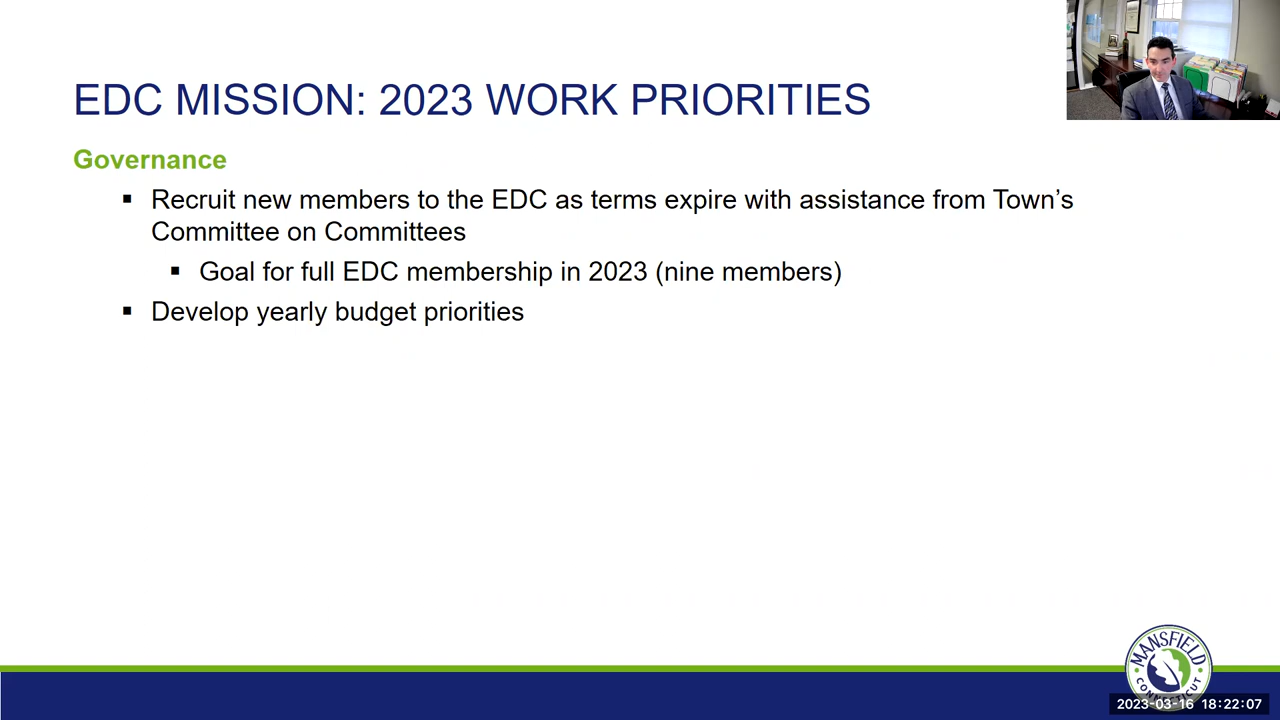 EDC MISSION: 2023 WORK PRIORITIES
Governance
▪ Recruit new members to the EDC as terms expire with assistance from Town's
Committee on Committees
▪ Goal for full EDC membership in 2023 (nine members)
▪ Develop yearly budget priorities
MANSFIELD
CONNECTICUT
2023-03-16 18:22:07